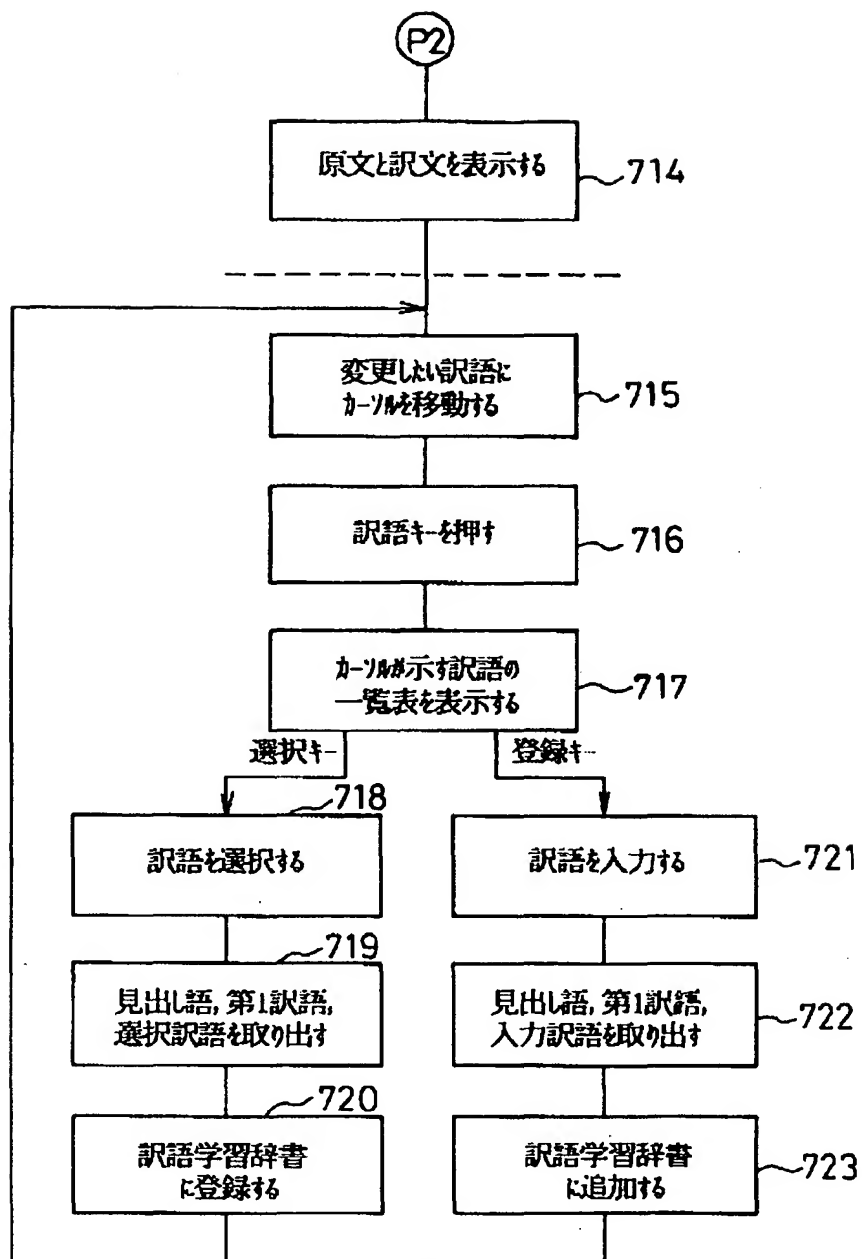 P2
原文と訳文を表示する
714
変更したい訳語に
カーソルを移動する
715
訳語キーを押す
716
カーソルが示す訳語の
一覧表を表示する
717
選択キー
登録キー
718
訳語を選択する
訳語を入力する
721
719
見出し語,第1訳語,
選択訳語を取り出す
見出し語,第1訳語,
入力訳語を取り出す
722
720
訳語学習辞書
に登録する
訳語学習辞書
に追加する
723